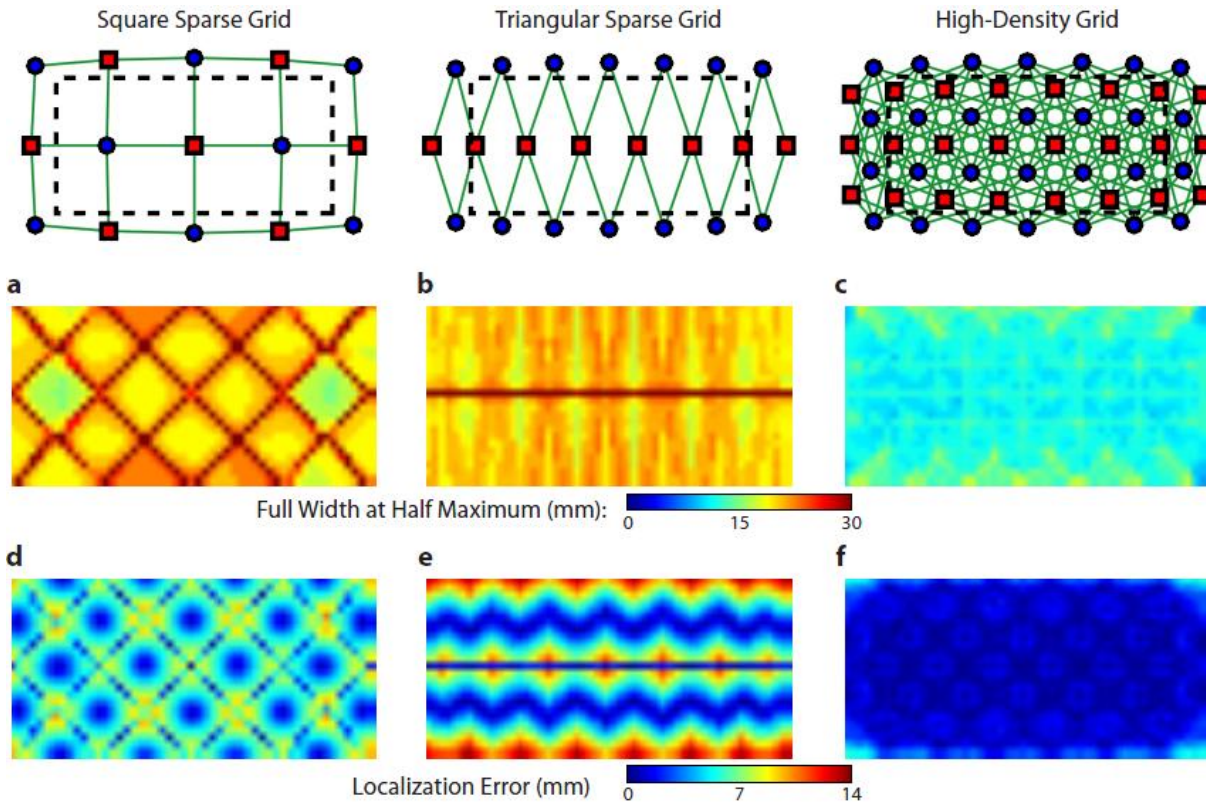 Square Sparse Grid
Triangular Sparse Grid
High-Density Grid
a
b
c
Full Width at Half Maximum (mm):
0
15
30
d
e
f
Localization Error (mm)
0
7
14